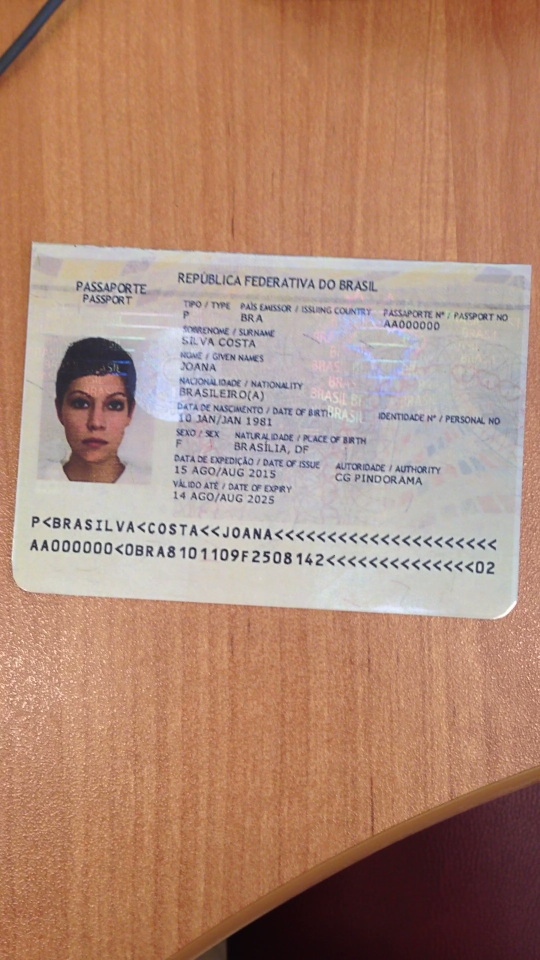 PASSAPORTE
PASSPORT
REPÚBLICA FEDERATIVA DO BRASIL
TIPO / TYPE PAÍS EMISSOR / ISSUING COUNTRY PASSAPORTE Nº / PASSPORT NO
P BRA AA000000
SOBRENOME / SURNAME
SILVA COSTA
NOME / GIVEN NAMES
JOANA
NACIONALIDADE / NATIONALITY
BRASILEIRO(A)
DATA DE NASCIMENTO / DATE OF BIRTH IDENTIDADE Nº / PERSONAL NO
10 JAN/JAN 1981
SEXO / SEX NATURALIDADE / PLACE OF BIRTH
F BRASÍLIA, DF
DATA DE EXPEDIÇÃO / DATE OF ISSUE AUTORIDADE / AUTHORITY
15 AGO/AUG 2015 CG PINDORAMA
VÁLIDO ATÉ / DATE OF EXPIRY
14 AGO/AUG 2025
P<BRASILVA<COSTA<<JOANA<<<<<<<<<<<<<<<<<<<<<
AA000000<0BRA8101109F2508142<<<<<<<<<<<<<<02